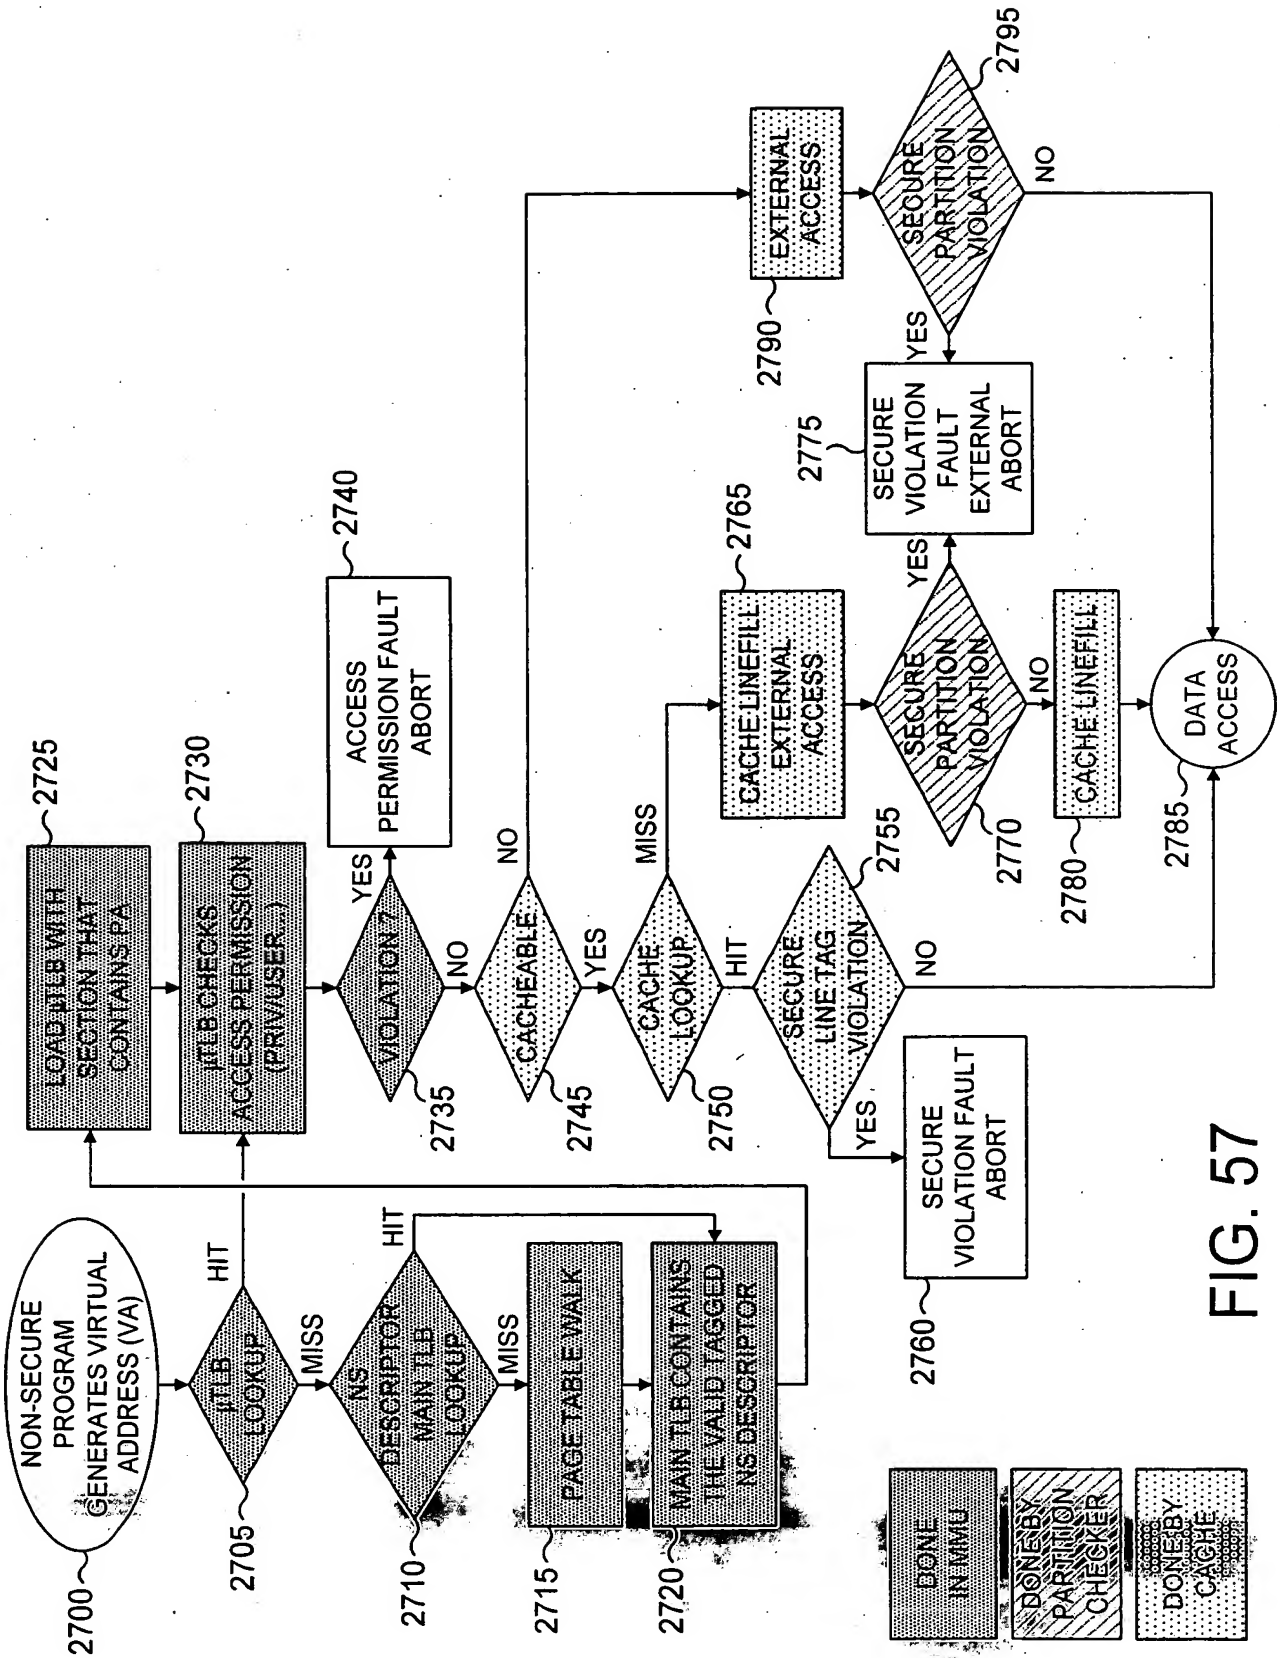 NON-SECURE
PROGRAM
GENERATES VIRTUAL
ADDRESS (VA)
2700
µTLB
LOOKUP
2705
HIT
MISS
NS
DESCRIPTOR
MAIN TLB
LOOKUP
2710
HIT
MISS
PAGE TABLE WALK
2715
MAIN TLB CONTAINS
THE VALID TAGGED
NS DESCRIPTOR
2720
LOAD µTLB WITH
SECTION THAT
CONTAINS PA
2725
µTLB CHECKS
ACCESS PERMISSION
(PRIV/USER..)
2730
VIOLATION?
2735
YES
NO
ACCESS
PERMISSION FAULT
ABORT
2740
CACHEABLE
2745
NO
YES
CACHE
LOOKUP
2750
MISS
HIT
SECURE
LINE TAG
VIOLATION
2755
YES
NO
SECURE
VIOLATION FAULT
ABORT
2760
CACHE LINEFILL
EXTERNAL
ACCESS
2765
SECURE
PARTITION
VIOLATION
2770
YES
NO
SECURE
VIOLATION
FAULT
EXTERNAL
ABORT
2775
CACHE LINEFILL
2780
DATA
ACCESS
2785
EXTERNAL
ACCESS
2790
SECURE
PARTITION
VIOLATION
2795
YES
NO
DONE
IN MMU
DONE BY
PARTITION
CHECKER
DONE BY
CACHE
FIG. 57